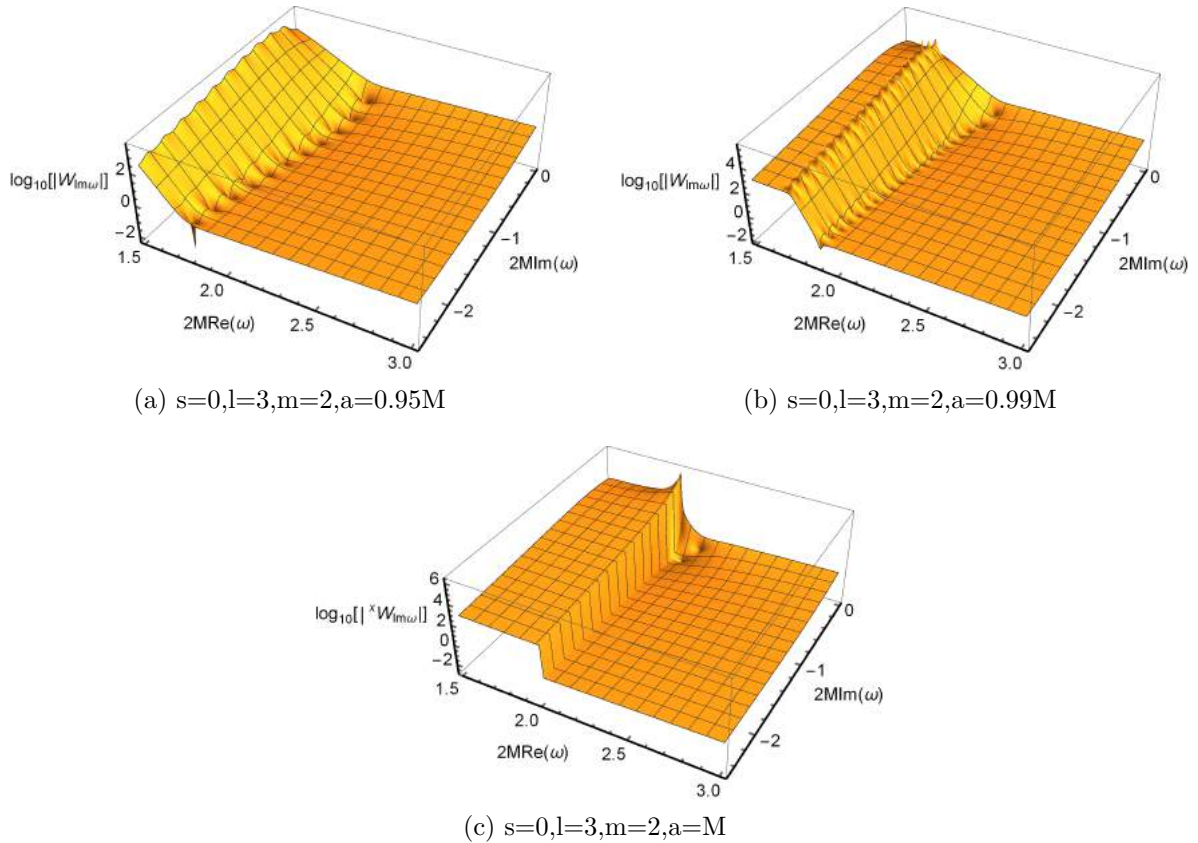 2
0
−2
log10[|Wlmω|]
1.5
2.0
2.5
3.0
2MRe(ω)
0
−1
−2
2MIm(ω)
(a) s=0,l=3,m=2,a=0.95M
4
2
0
−2
log10[|Wlmω|]
1.5
2.0
2.5
3.0
2MRe(ω)
0
−1
−2
2MIm(ω)
(b) s=0,l=3,m=2,a=0.99M
6
4
2
0
−2
log10[|ˣWlmω|]
1.5
2.0
2.5
3.0
2MRe(ω)
0
−1
−2
2MIm(ω)
(c) s=0,l=3,m=2,a=M